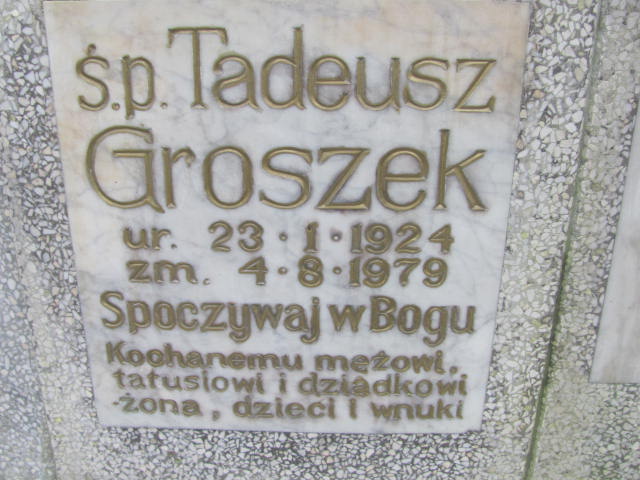 ś.p. Tadeusz
Groszek
ur. 23·1·1924
zm. 4·8·1979
Spoczywaj w Bogu
Kochanemu mężowi,
tatusiowi i dziadkowi
-żona, dzieci i wnuki